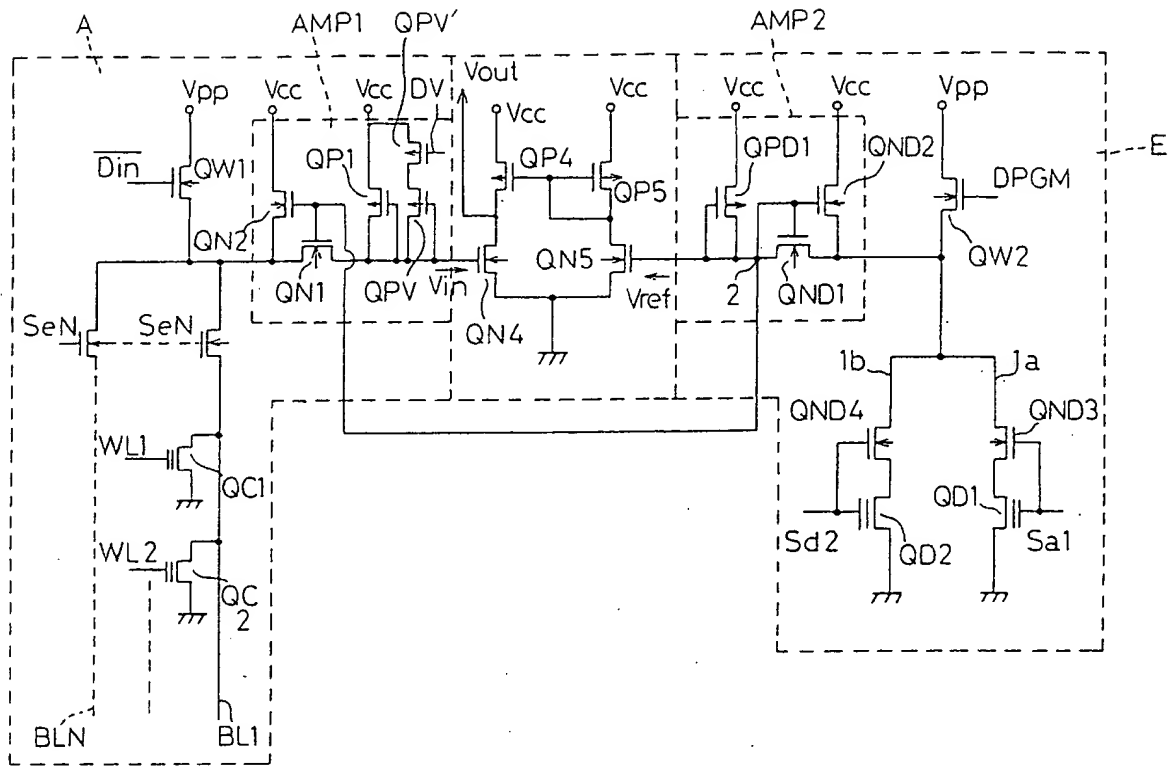 A
AMP1
QPV'
AMP2
Vpp
Vcc
Vcc
DV
Vout
Vcc
Vcc
Vcc
Vcc
Vpp
E
Din
QW1
QP1
QP4
QP5
QPD1
QND2
DPGM
QN2
QN1
QPV
Vin
QN4
QN5
Vref
2
QND1
QW2
SeN
SeN
1b
1a
QND4
QND3
WL1
QC1
QD1
Sd2
QD2
Sa1
WL2
QC
2
BLN
BL1